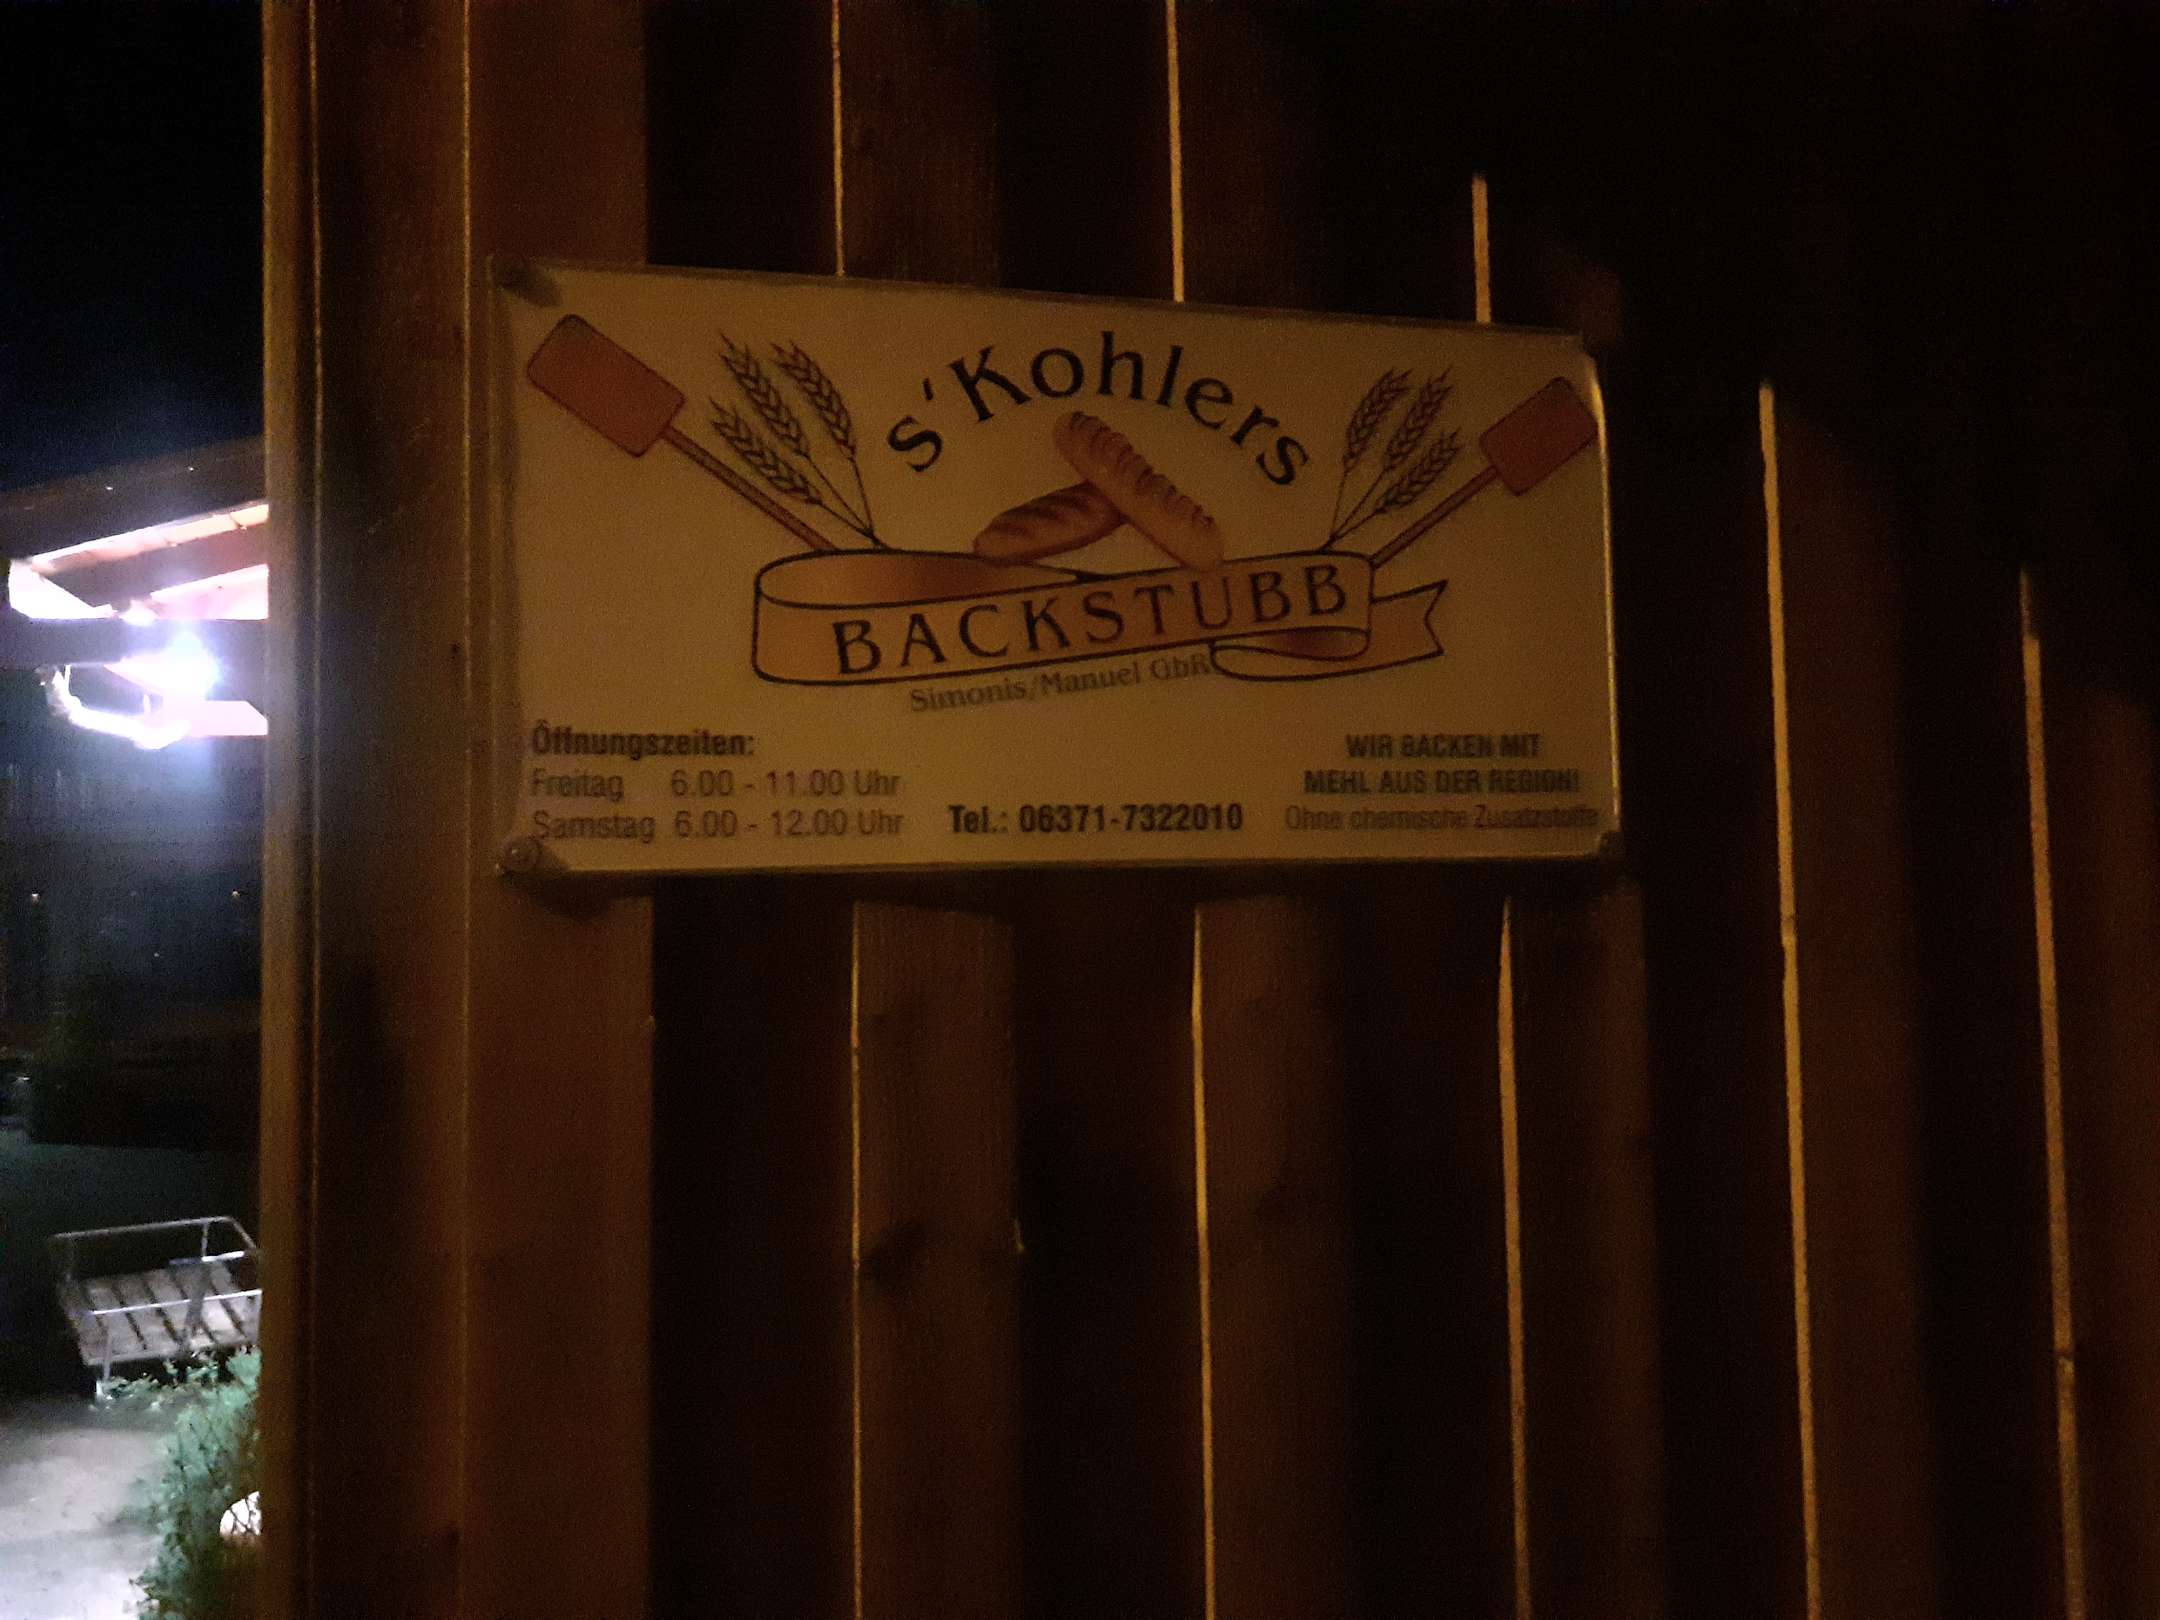 s'Kohlers
BACKSTUBB
Simonis/Manuel GbR
Öffnungszeiten:
Freitag 6.00 - 11.00 Uhr
Samstag 6.00 - 12.00 Uhr
Tel.: 06371-7322010
WIR BACKEN MIT
MEHL AUS DER REGION!
Ohne chemische Zusatzstoffe